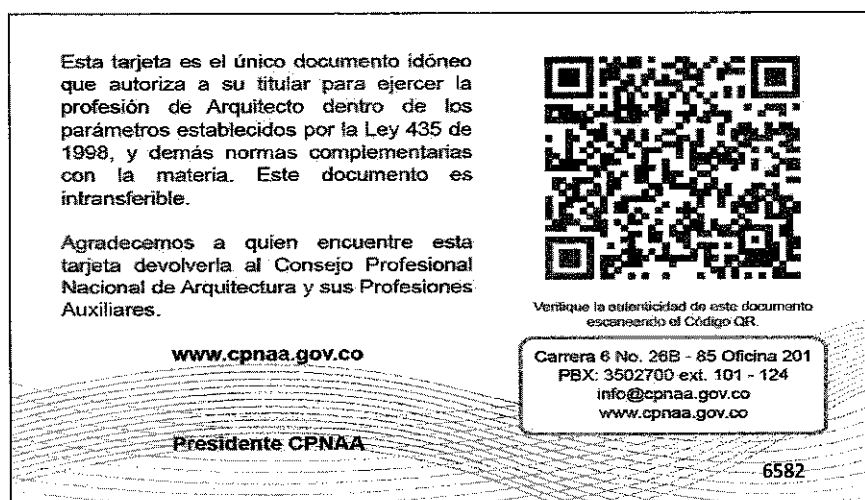 Esta tarjeta es el único documento idóneo
que autoriza a su titular para ejercer la
profesión de Arquitecto dentro de los
parámetros establecidos por la Ley 435 de
1998, y demás normas complementarias
con la materia. Este documento es
intransferible.
Agradecemos a quien encuentre esta
tarjeta devolverla al Consejo Profesional
Nacional de Arquitectura y sus Profesiones
Auxiliares.
www.cpnaa.gov.co
Presidente CPNAA
Verifique la autenticidad de este documento
escaneando el Código QR.
Carrera 6 No. 26B - 85 Oficina 201
PBX: 3502700 ext. 101 - 124
info@cpnaa.gov.co
www.cpnaa.gov.co
6582